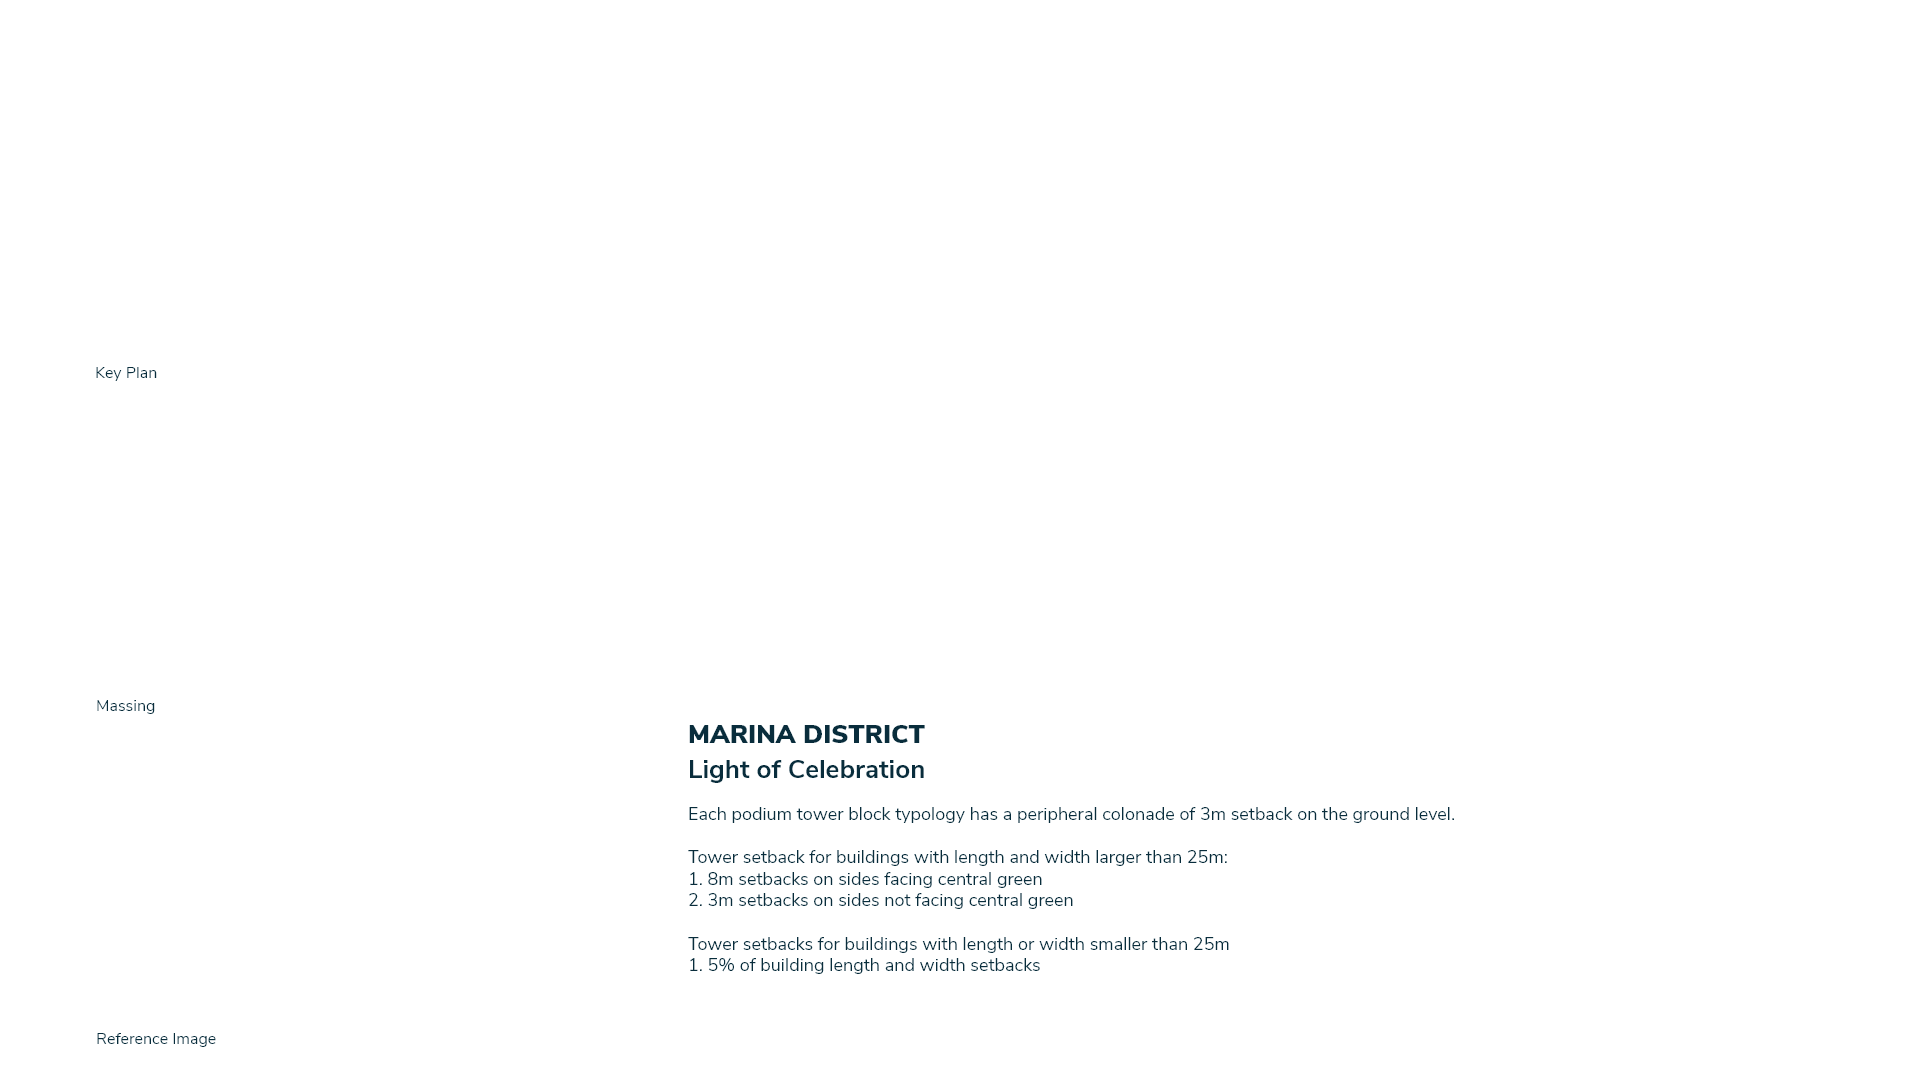 Key Plan
Massing
MARINA DISTRICT
Light of Celebration
Each podium tower block typology has a peripheral colonade of 3m setback on the ground level.
Tower setback for buildings with length and width larger than 25m:
1. 8m setbacks on sides facing central green
2. 3m setbacks on sides not facing central green
Tower setbacks for buildings with length or width smaller than 25m
1. 5% of building length and width setbacks
Reference Image